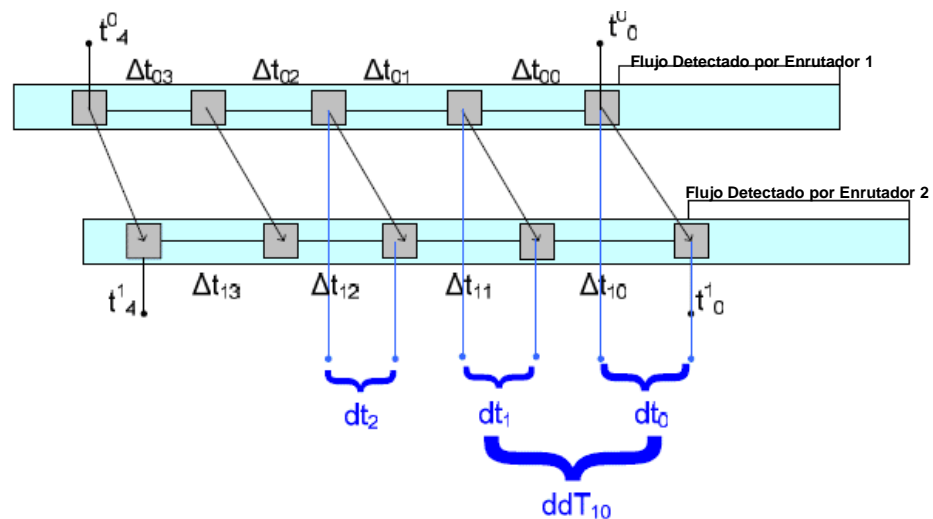 t⁰₄ t⁰₀
Flujo Detectado por Enrutador 1
Δt₀₃ Δt₀₂ Δt₀₁ Δt₀₀
Flujo Detectado por Enrutador 2
Δt₁₃ Δt₁₂ Δt₁₁ Δt₁₀
t¹₄ t¹₀
dt₂ dt₁ dt₀
ddT₁₀